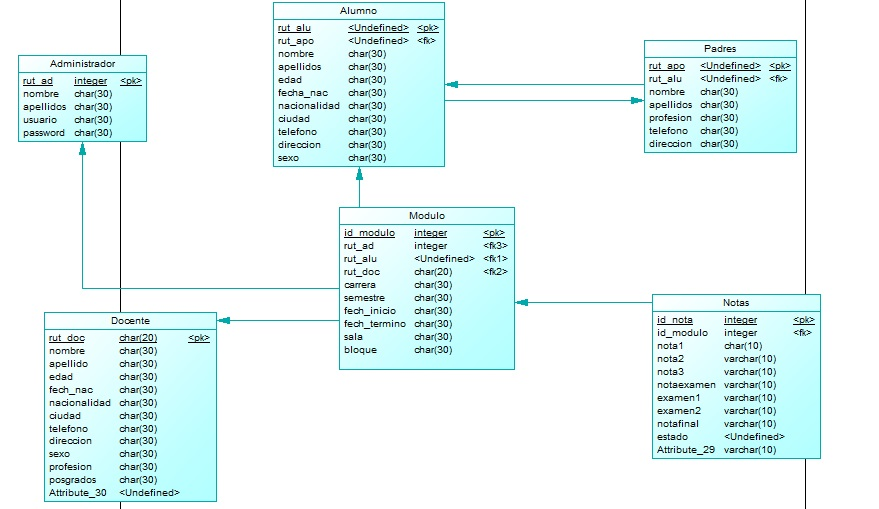 Alumno
rut_alu <Undefined> <pk>
rut_apo <Undefined> <fk>
nombre char(30)
apellidos char(30)
edad char(30)
fecha_nac char(30)
nacionalidad char(30)
ciudad char(30)
telefono char(30)
direccion char(30)
sexo char(30)
Padres
rut_apo <Undefined> <pk>
rut_alu <Undefined> <fk>
nombre char(30)
apellidos char(30)
profesion char(30)
telefono char(30)
direccion char(30)
Administrador
rut_ad integer <pk>
nombre char(30)
apellidos char(30)
usuario char(30)
password char(30)
Modulo
id_modulo integer <pk>
rut_ad integer <fk3>
rut_alu <Undefined> <fk1>
rut_doc char(20) <fk2>
carrera char(30)
semestre char(30)
fech_inicio char(30)
fech_termino char(30)
sala char(30)
bloque char(30)
Notas
id_nota integer <pk>
id_modulo integer <fk>
nota1 char(10)
nota2 varchar(10)
nota3 varchar(10)
notaexamen varchar(10)
examen1 varchar(10)
examen2 varchar(10)
notafinal varchar(10)
estado <Undefined>
Attribute_29 varchar(10)
Docente
rut_doc char(20) <pk>
nombre char(30)
apellido char(30)
edad char(30)
fech_nac char(30)
nacionalidad char(30)
ciudad char(30)
telefono char(30)
direccion char(30)
sexo char(30)
profesion char(30)
posgrados char(30)
Attribute_30 <Undefined>